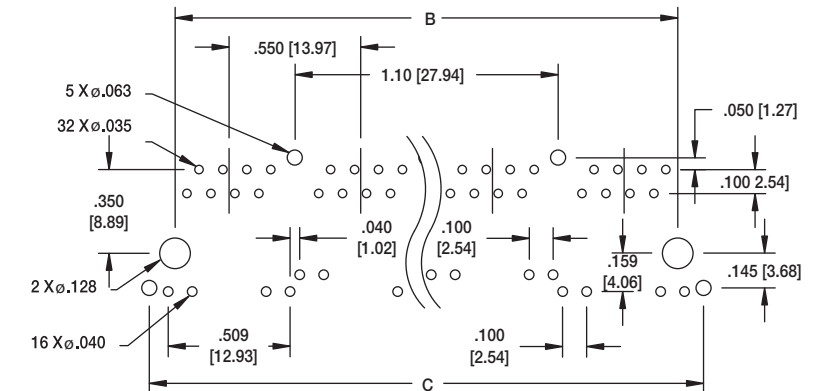 B
.550 [13.97]
1.10 [27.94]
5 X ø.063
.050 [1.27]
32 X ø.035
.100 2.54]
.350
[8.89]
.040
[1.02]
.100
[2.54]
.159
[4.06]
.145 [3.68]
2 X ø.128
16 X ø.040
.509
[12.93]
.100
[2.54]
C